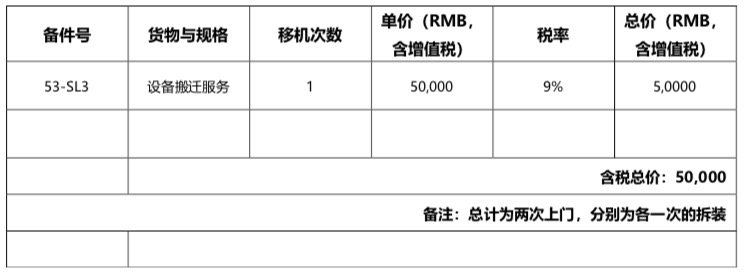 备件号 货物与规格 移机次数 单价（RMB，含增值税） 税率 总价（RMB，含增值税）
53-SL3 设备搬迁服务 1 50,000 9% 5,0000
含税总价：50,000
备注：总计为两次上门，分别为各一次的拆装